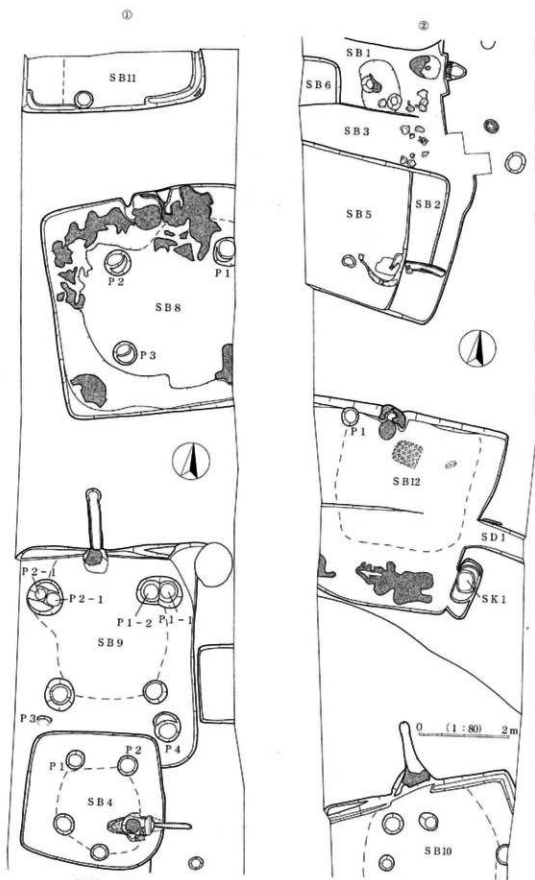 ①
SB11
P1
P2
SB8
P3
P2-1
P2-1
P1-2
P1-1
SB9
P3
P4
P1
P2
SB4
②
SB1
SB6
SB3
SB2
SB5
P1
SB12
SD1
SK1
0 (1:80) 2m
SB10